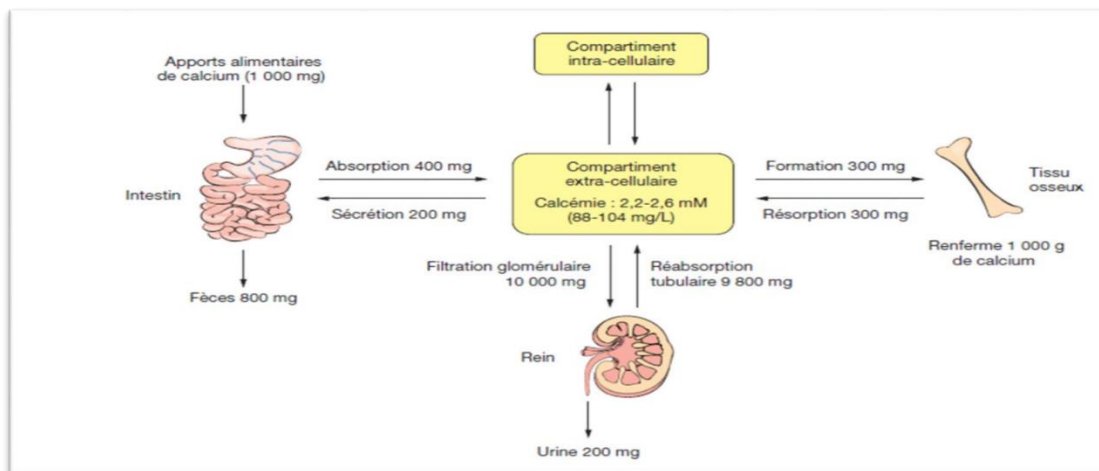 Compartiment
intra-cellulaire
Apports alimentaires
de calcium (1 000 mg)
Intestin
Absorption 400 mg
Sécrétion 200 mg
Fèces 800 mg
Compartiment
extra-cellulaire
Calcémie : 2,2-2,6 mM
(88-104 mg/L)
Formation 300 mg
Résorption 300 mg
Tissu
osseux
Renferme 1 000 g
de calcium
Filtration glomérulaire
10 000 mg
Réabsorption
tubulaire 9 800 mg
Rein
Urine 200 mg